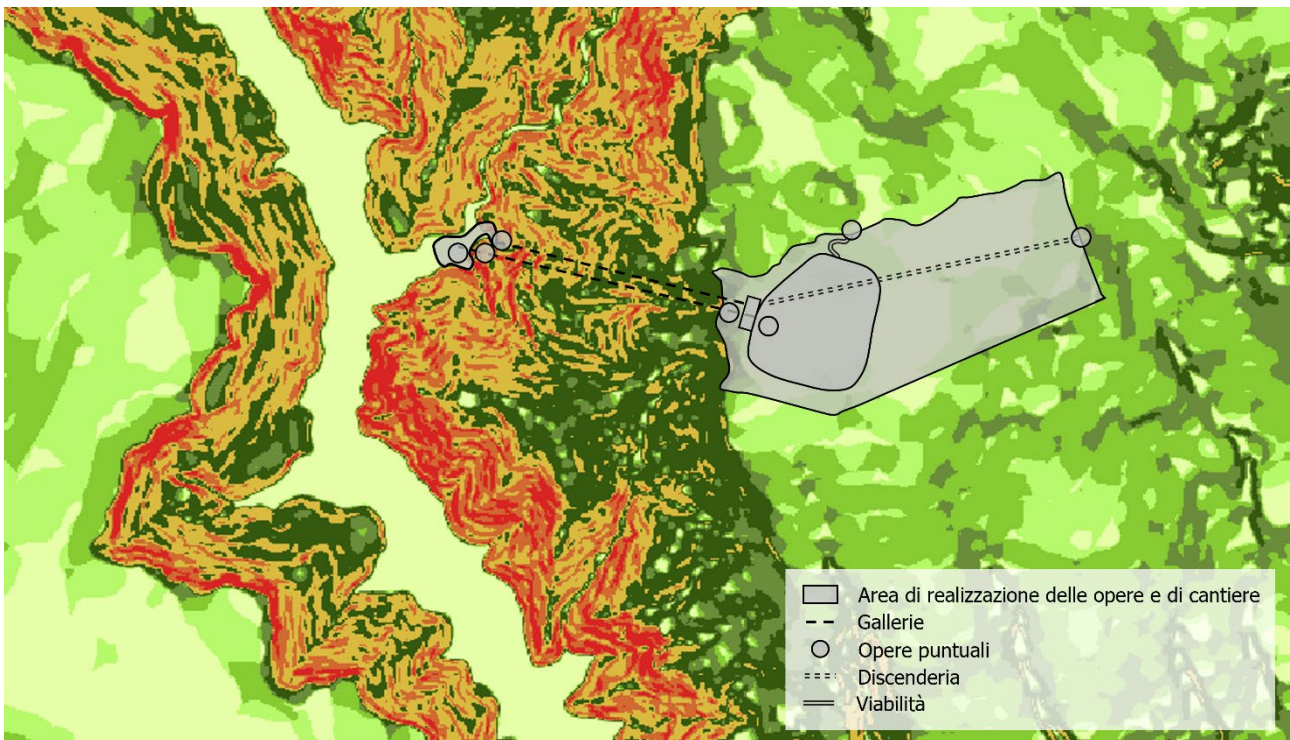 Area di realizzazione delle opere e di cantiere
Gallerie
Opere puntuali
Discenderia
Viabilità